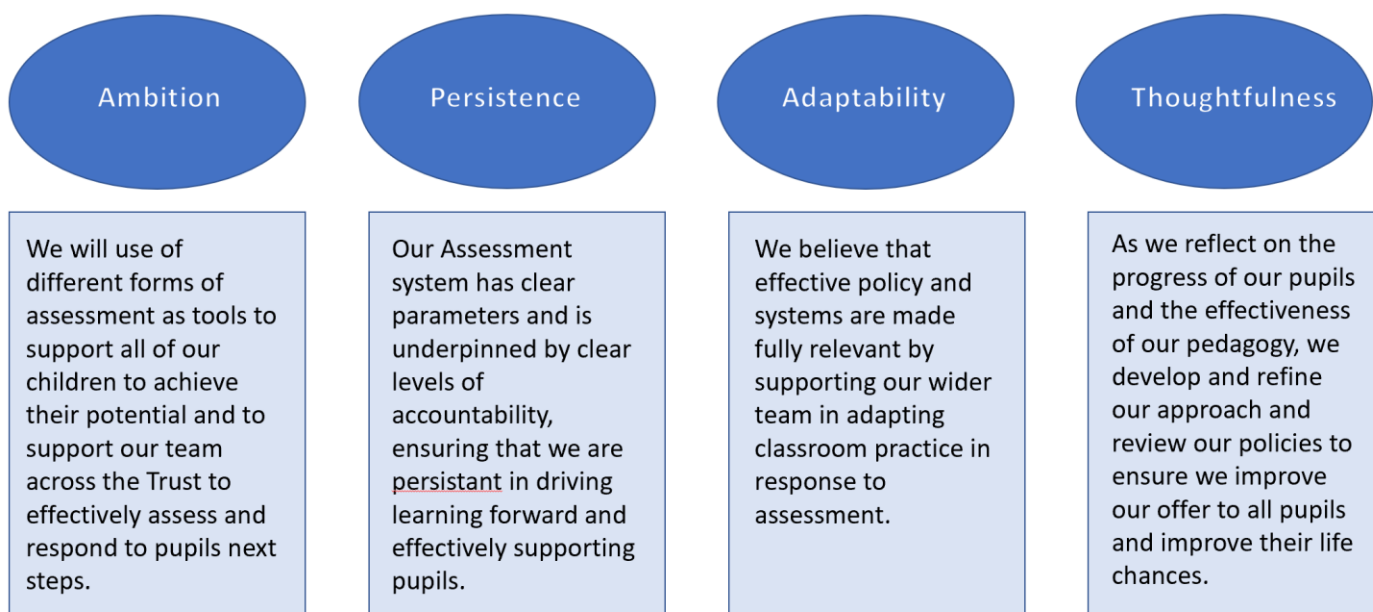 Ambition
We will use of
different forms of
assessment as tools to
support all of our
children to achieve
their potential and to
support our team
across the Trust to
effectively assess and
respond to pupils next
steps.
Persistence
Our Assessment
system has clear
parameters and is
underpinned by clear
levels of
accountability,
ensuring that we are
persistant in driving
learning forward and
effectively supporting
pupils.
Adaptability
We believe that
effective policy and
systems are made
fully relevant by
supporting our wider
team in adapting
classroom practice in
response to
assessment.
Thoughtfulness
As we reflect on the
progress of our pupils
and the effectiveness
of our pedagogy, we
develop and refine
our approach and
review our policies to
ensure we improve
our offer to all pupils
and improve their life
chances.